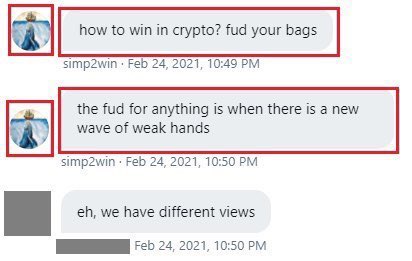 how to win in crypto? fud your bags
simp2win · Feb 24, 2021, 10:49 PM
the fud for anything is when there is a new
wave of weak hands
simp2win · Feb 24, 2021, 10:50 PM
eh, we have different views
Feb 24, 2021, 10:50 PM